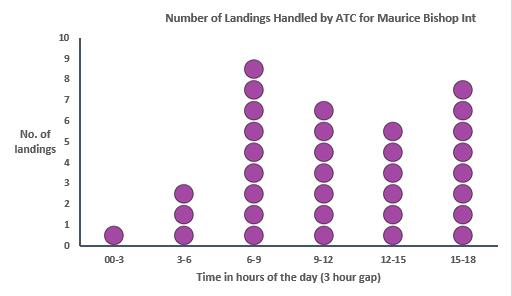 Number of Landings Handled by ATC for Maurice Bishop Int
10
9
8
7
6
5
4
3
2
1
0
No. of
landings
00-3 3-6 6-9 9-12 12-15 15-18
Time in hours of the day (3 hour gap)